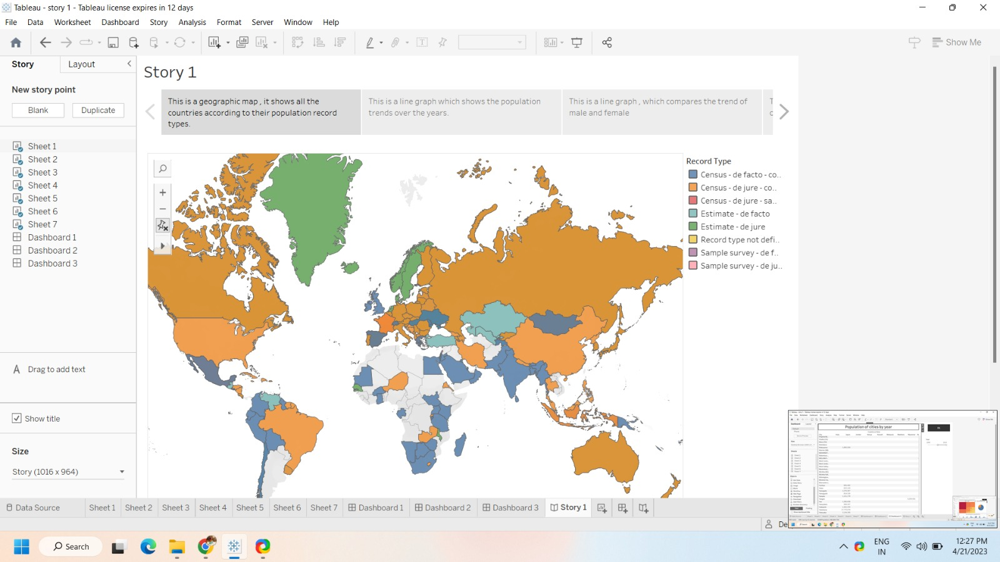 Tableau - story 1 - Tableau license expires in 12 days
File Data Worksheet Dashboard Story Analysis Format Server Window Help
Show Me
Story Layout
New story point
Blank Duplicate
Sheet 1
Sheet 2
Sheet 3
Sheet 4
Sheet 5
Sheet 6
Sheet 7
Dashboard 1
Dashboard 2
Dashboard 3
A Drag to add text
Show title
Size
Story (1016 x 964)
Story 1
This is a geographic map , it shows all the
countries according to their population record
types.
This is a line graph which shows the population
trends over the years.
This is a line graph , which compares the trend of
male and female
Record Type
Census - de facto - co..
Census - de jure - co..
Census - de jure - sa..
Estimate - de facto
Estimate - de jure
Record type not defi..
Sample survey - de f..
Sample survey - de ju..
Population of cities by year
Data Source Sheet 1 Sheet 2 Sheet 3 Sheet 4 Sheet 5 Sheet 6 Sheet 7 Dashboard 1 Dashboard 2 Dashboard 3 Story 1
De
Search
ENG
IN
12:27 PM
4/21/2023